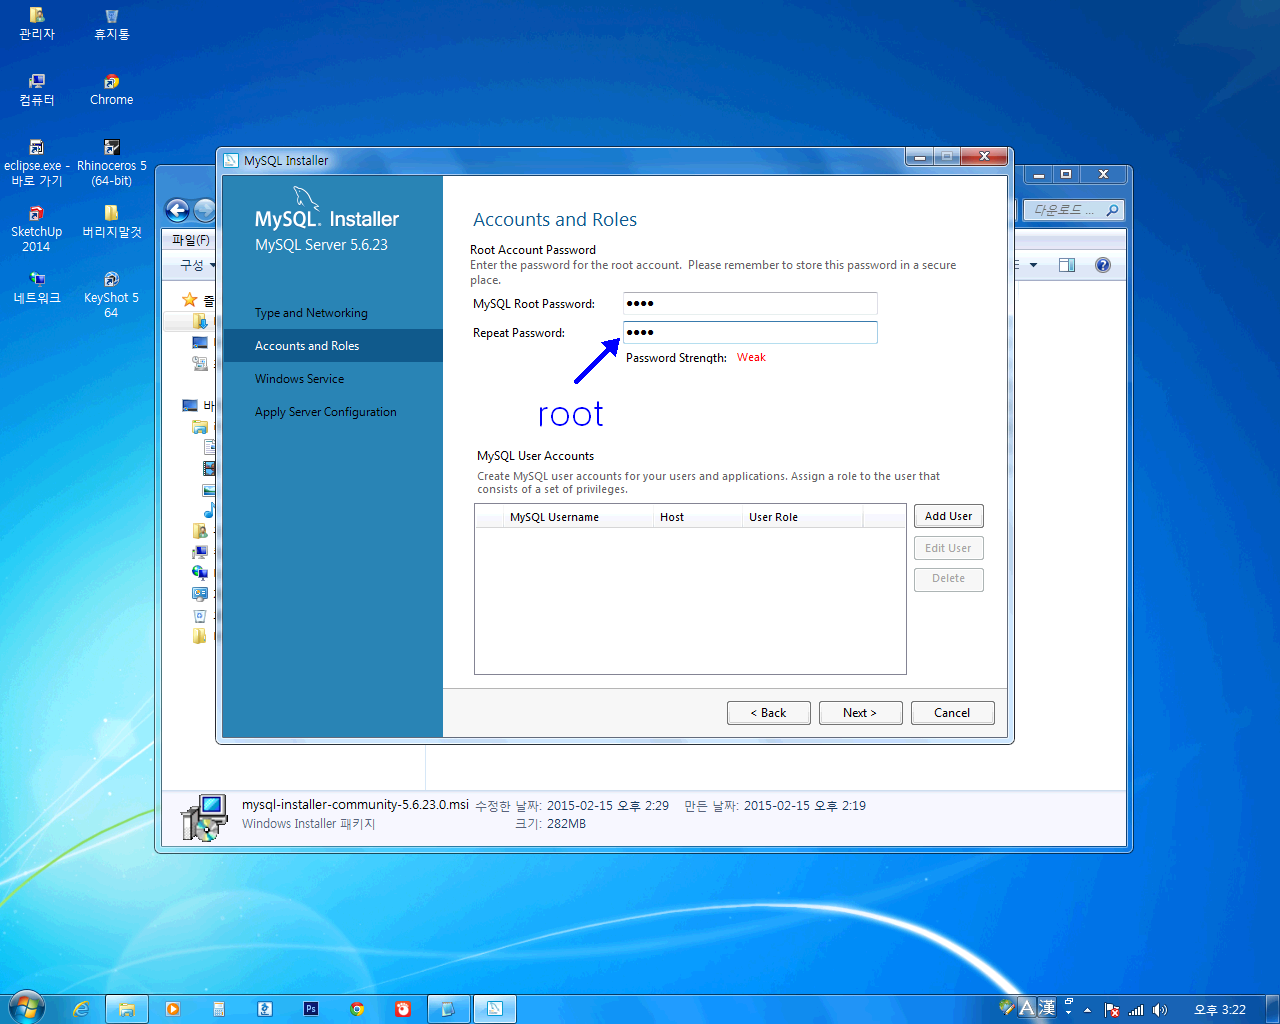 관리자
휴지통
컴퓨터
Chrome
eclipse.exe -
바로 가기
Rhinoceros 5
(64-bit)
SketchUp
2014
버리지말것
네트워크
KeyShot 5
64
MySQL Installer
다운로드 ...
파일(F)
구성
즐
바
MySQL. Installer
MySQL Server 5.6.23
Type and Networking
Accounts and Roles
Windows Service
Apply Server Configuration
Accounts and Roles
Root Account Password
Enter the password for the root account. Please remember to store this password in a secure
place.
MySQL Root Password: ●●●●
Repeat Password: ●●●●
Password Strength: Weak
root
MySQL User Accounts
Create MySQL user accounts for your users and applications. Assign a role to the user that
consists of a set of privileges.
MySQL Username Host User Role
Add User
Edit User
Delete
< Back Next > Cancel
mysql-installer-community-5.6.23.0.msi 수정한 날짜: 2015-02-15 오후 2:29 만든 날짜: 2015-02-15 오후 2:19
Windows Installer 패키지 크기: 282MB
Ps
A 漢
오후 3:22